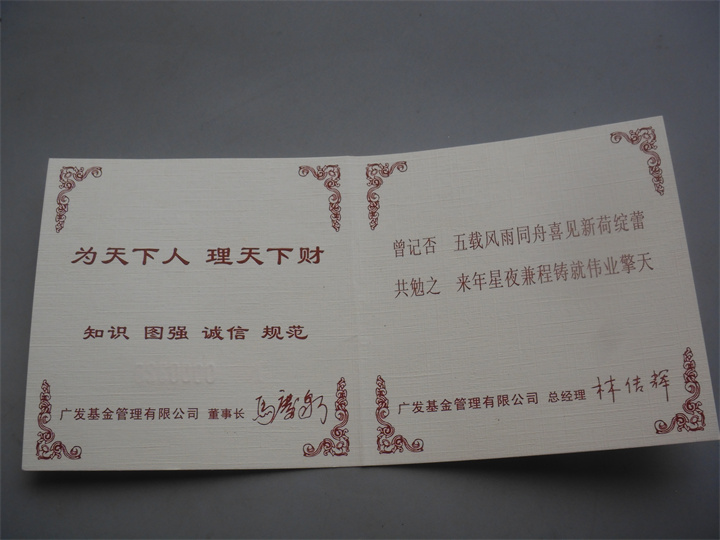 为天下人 理天下财
知识 图强 诚信 规范
广发基金管理有限公司 董事长 马庆泉
曾记否 五载风雨同舟喜见新荷绽蕾
共勉之 来年星夜兼程铸就伟业擎天
广发基金管理有限公司 总经理 林传辉